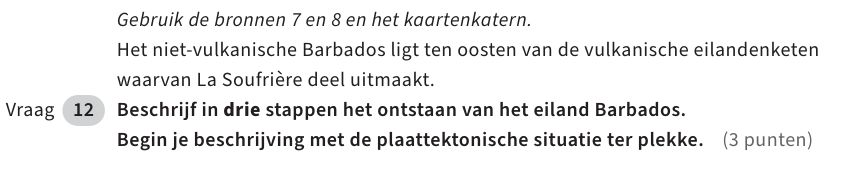 Gebruik de bronnen 7 en 8 en het kaartenkatern.
Het niet-vulkanische Barbados ligt ten oosten van de vulkanische eilandenketen
waarvan La Soufrière deel uitmaakt.
Vraag 12 Beschrijf in drie stappen het ontstaan van het eiland Barbados.
Begin je beschrijving met de plaattektonische situatie ter plekke. (3 punten)